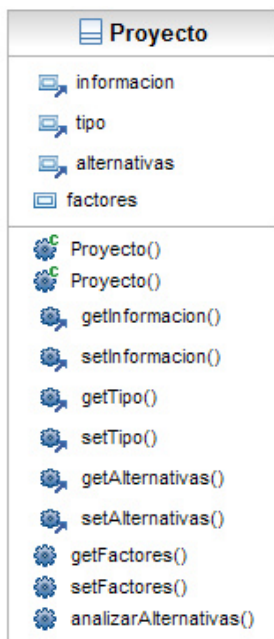 Proyecto
informacion
tipo
alternativas
factores
Proyecto()
Proyecto()
getInformacion()
setInformacion()
getTipo()
setTipo()
getAlternativas()
setAlternativas()
getFactores()
setFactores()
analizarAlternativas()